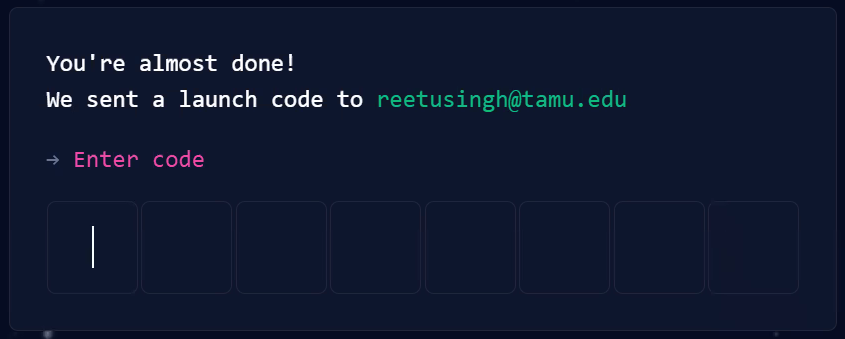 You're almost done!
We sent a launch code to reetusingh@tamu.edu
→ Enter code